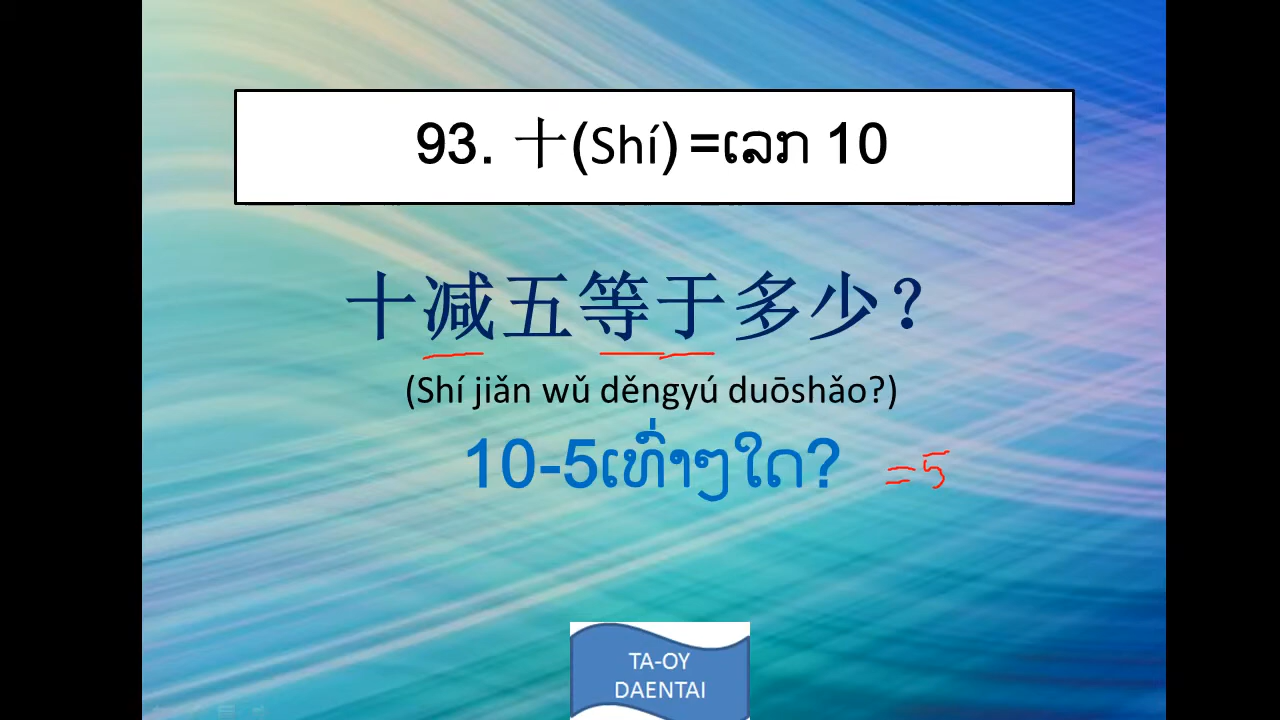 93. 十(Shí) =ເລກ 10
十减五等于多少?
(Shí jiǎn wǔ děngyú duōshǎo?)
10-5ເທົ່າໆໃດ? =5
TA-OY
DAENTAI